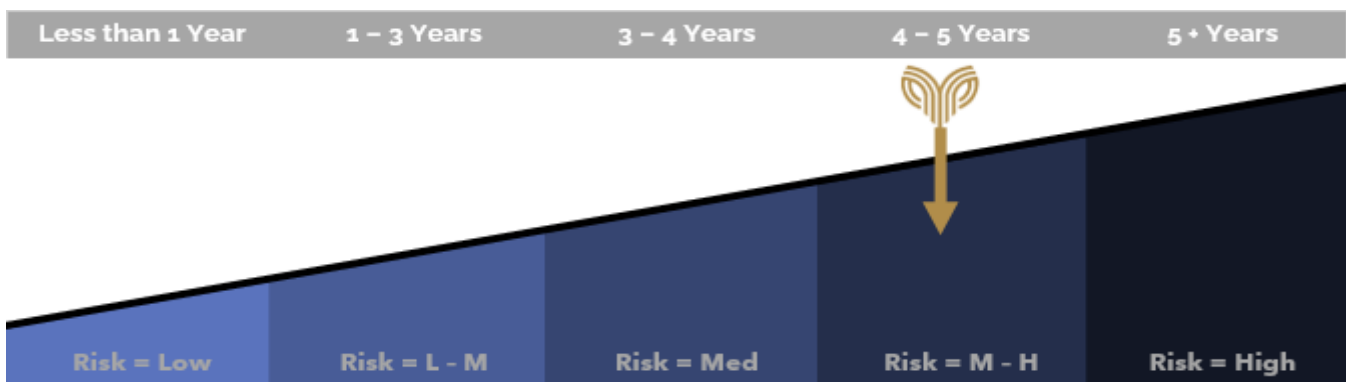 Less than 1 Year 1 – 3 Years 3 – 4 Years 4 – 5 Years 5 + Years
Risk = Low Risk = L - M Risk = Med Risk = M - H Risk = High